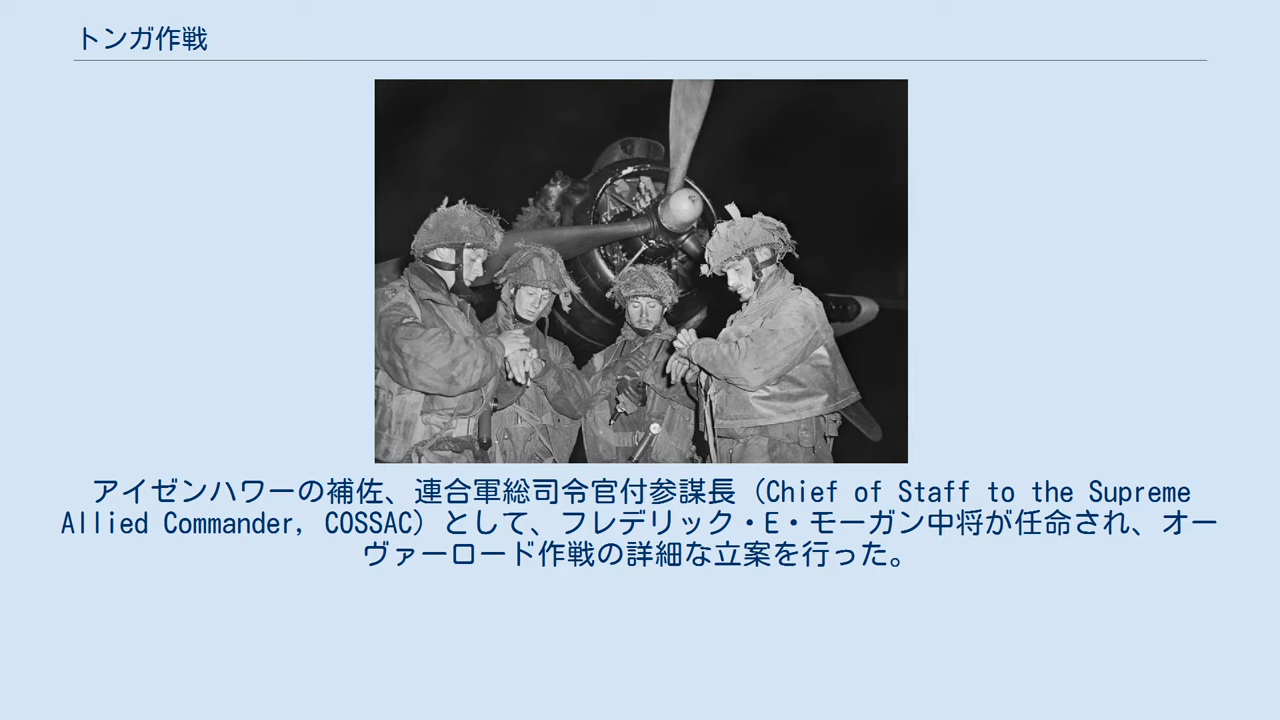 トンガ作戦
アイゼンハワーの補佐、連合軍総司令官付参謀長（Chief of Staff to the Supreme
Allied Commander, COSSAC）として、フレデリック・E・モーガン中将が任命され、オー
ヴァーロード作戦の詳細な立案を行った。